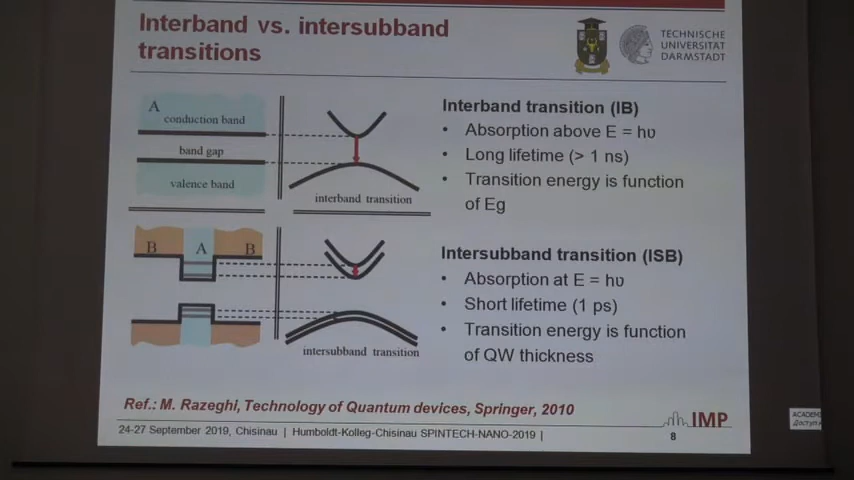 Interband vs. intersubband
transitions
TECHNISCHE
UNIVERSITÄT
DARMSTADT
A
conduction band
band gap
valence band
interband transition
Interband transition (IB)
• Absorption above E = hυ
• Long lifetime (> 1 ns)
• Transition energy is function
of Eg
B A B
intersubband transition
Intersubband transition (ISB)
• Absorption at E = hυ
• Short lifetime (1 ps)
• Transition energy is function
of QW thickness
Ref.: M. Razeghi, Technology of Quantum devices, Springer, 2010
IMP
24-27 September 2019, Chisinau | Humboldt-Kolleg-Chisinau SPINTECH-NANO-2019 |
8